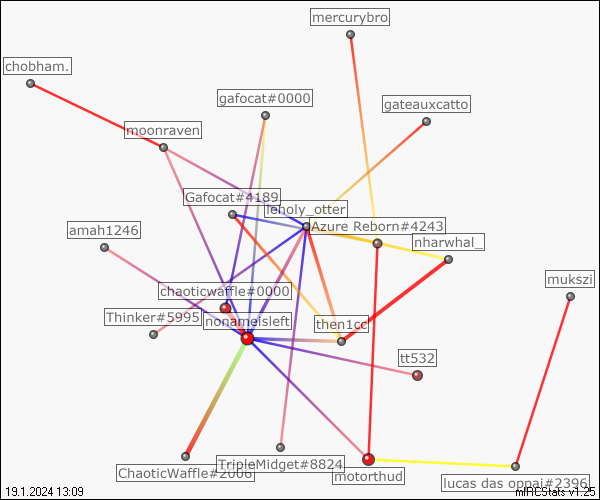 mercurybro
chobham.
gafocat#0000
gateauxcatto
moonraven
Gafocat#4189
leholy_otter
Azure Reborn#4243
amah1246
nharwhal_
mukszi
chaoticwaffle#0000
Thinker#5995
nonameisleft
then1cc
tt532
ChaoticWaffle#2006
TripleMidget#8824
motorthud
lucas das oppai#2396
19.1.2024 13:09
mIRCStats v1.25